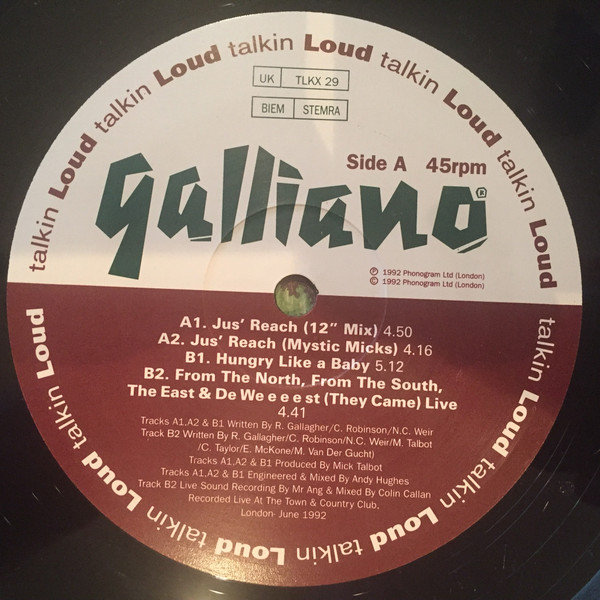 talkin Loud talkin Loud talkin Loud talkin Loud talkin Loud talkin Loud talkin Loud talkin Loud talkin Loud talkin Loud
UK TLKX 29
BIEM STEMRA
Side A 45rpm
galliano®
℗ 1992 Phonogram Ltd (London)
© 1992 Phonogram Ltd (London)
A1. Jus' Reach (12" Mix) 4.50
A2. Jus' Reach (Mystic Micks) 4.16
B1. Hungry Like a Baby 5.12
B2. From The North, From The South,
The East & De We e e e st (They Came) Live
4.41
Tracks A1,A2 & B1 Written By R. Gallagher/C. Robinson/N.C. Weir
Track B2 Written By R. Gallagher/C. Robinson/N.C. Weir/M. Talbot
/C. Taylor/E. McKone/M. Van Der Gucht)
Tracks A1,A2 & B1 Produced By Mick Talbot
Tracks A1,A2 & B1 Engineered & Mixed By Andy Hughes
Track B2 Live Sound Recording By Mr Ang & Mixed By Colin Callan
Recorded Live At The Town & Country Club,
London· June 1992